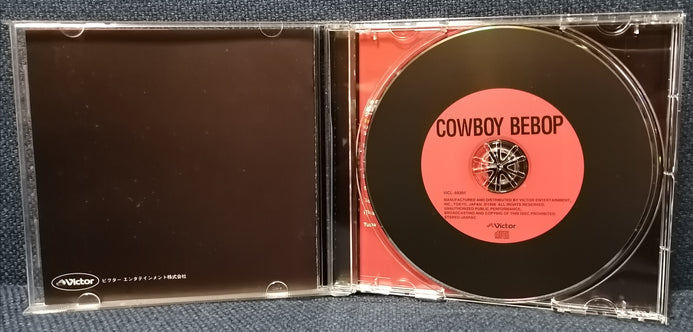 Victor ビクター エンタテインメント株式会社
COWBOY BEBOP
MANUFACTURED AND DISTRIBUTED BY VICTOR ENTERTAINMENT,
INC., TOKYO, JAPAN. ALL RIGHTS RESERVED.
UNAUTHORIZED PUBLIC PERFORMANCE,
BROADCASTING AND COPYING OF THIS DISC PROHIBITED.
STEREO/JAPAN
Victor